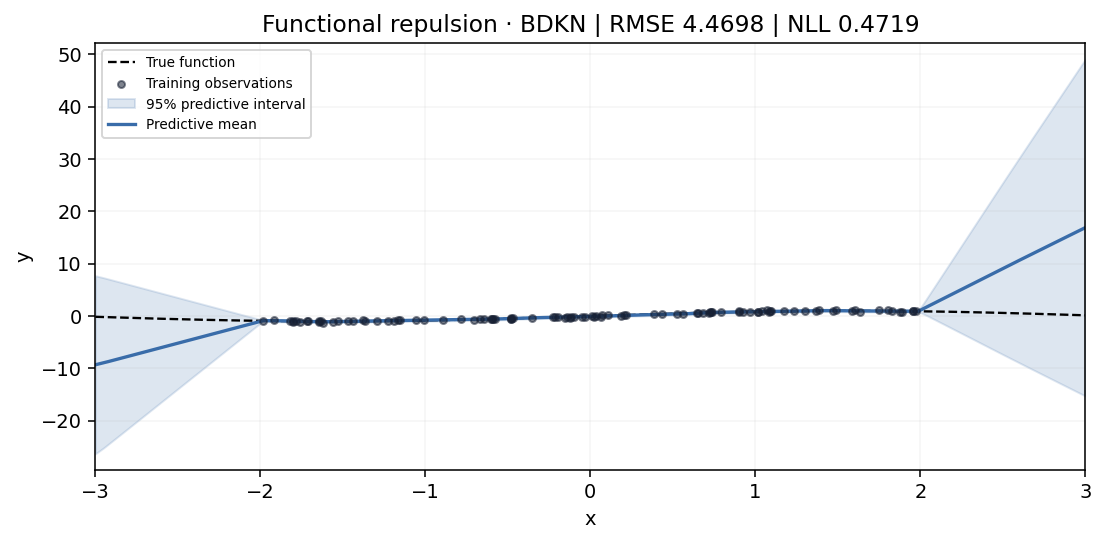 Functional repulsion · BDKN | RMSE 4.4698 | NLL 0.4719
True function
Training observations
95% predictive interval
Predictive mean
y
50
40
30
20
10
0
−10
−20
−3 −2 −1 0 1 2 3
x